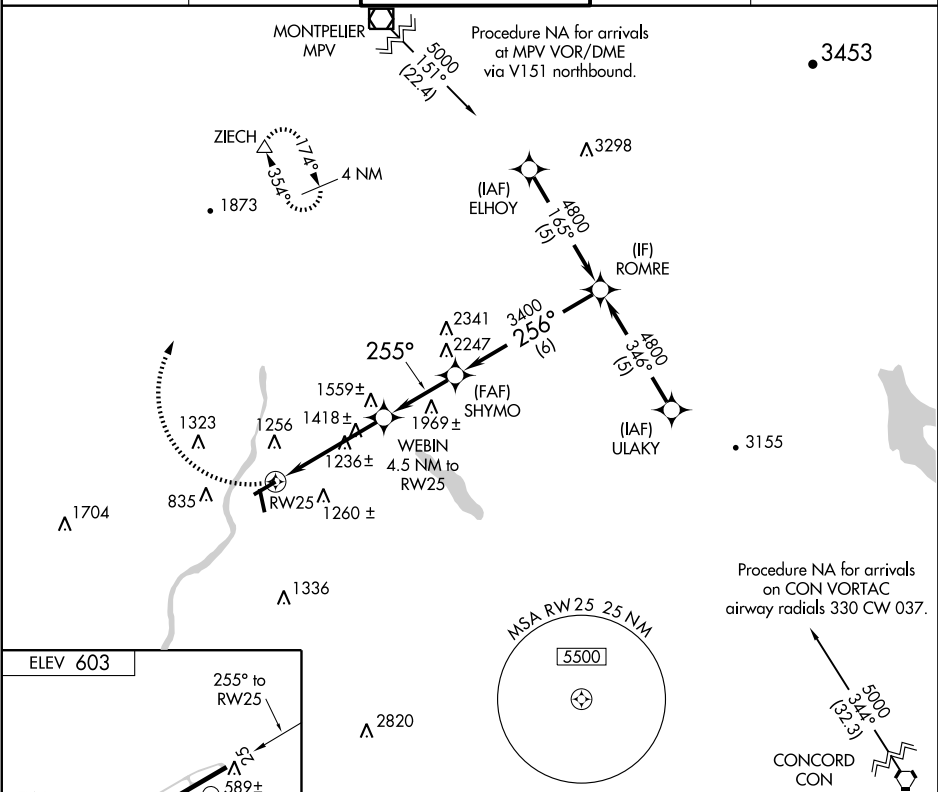 MONTPELIER
MPV
5000
151°
(22.4)
Procedure NA for arrivals
at MPV VOR/DME
via V151 northbound.
3453
ZIECH
174°
354°
4 NM
3298
1873
(IAF)
ELHOY
4800
165°
(5)
(IF)
ROMRE
3400
256°
(6)
2341
2247
255°
4800
346°
(5)
(FAF)
SHYMO
1559±
1418±
1969±
1323
1256
WEBIN
4.5 NM to
RW25
1236±
(IAF)
ULAKY
3155
835
RW25
1260 ±
1704
1336
Procedure NA for arrivals
on CON VORTAC
airway radials 330 CW 037.
MSA RW25 25 NM
5500
ELEV 603
255° to
RW25
25
589±
2820
5000
344°
(32.3)
CONCORD
CON